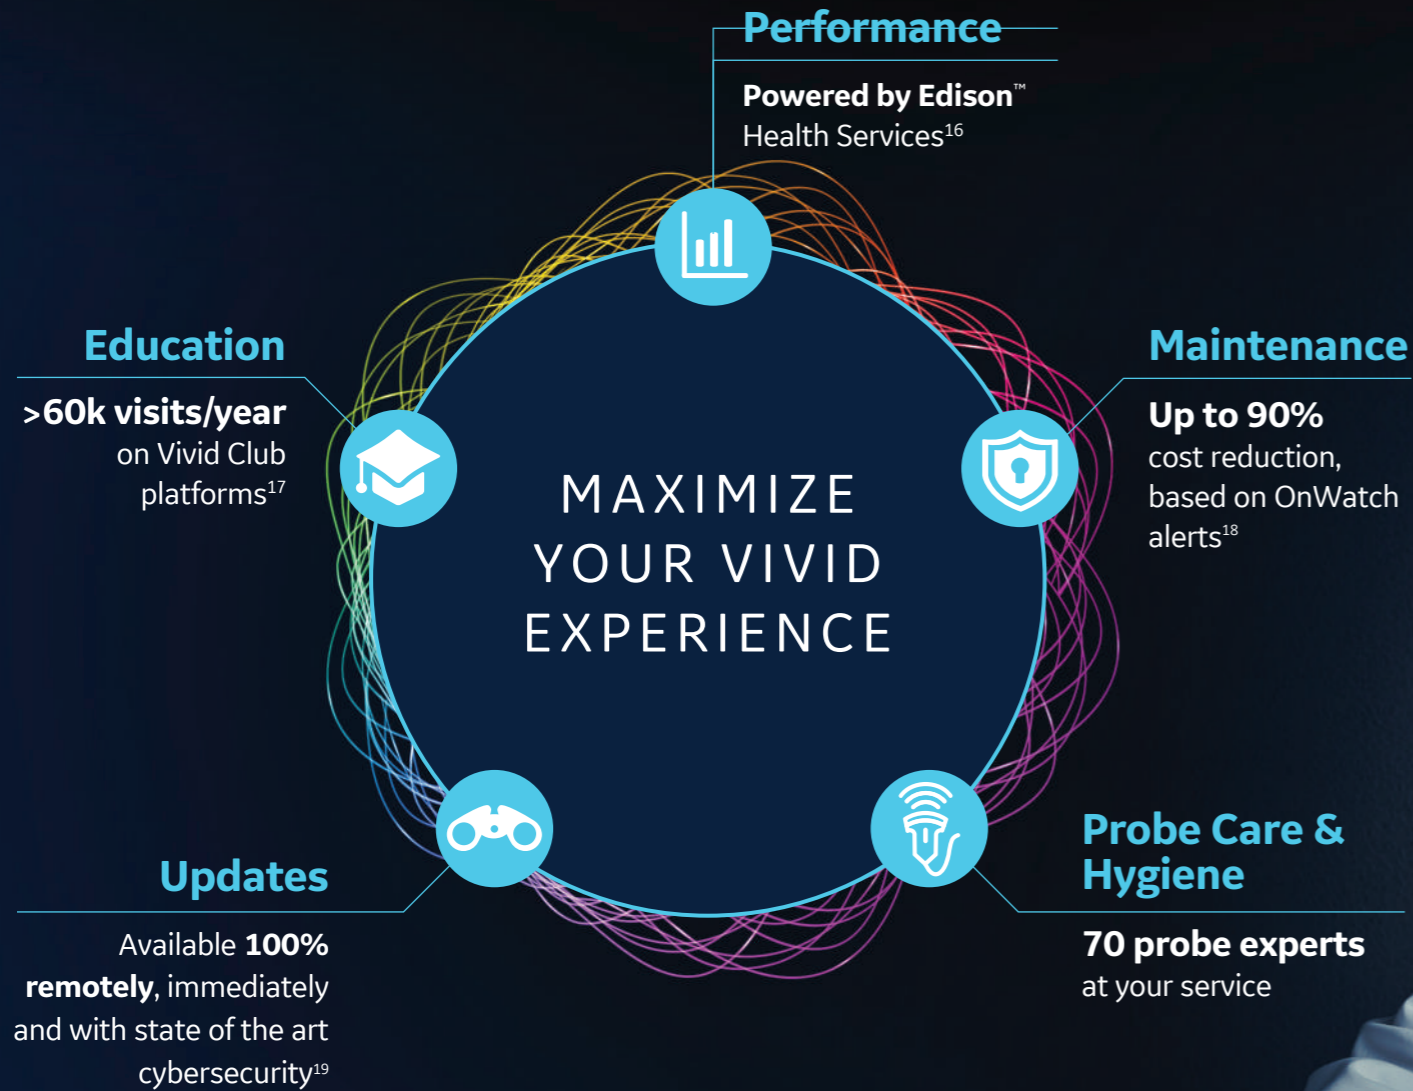 Performance
Powered by Edison™
Health Services¹⁶
Education
>60k visits/year
on Vivid Club
platforms¹⁷
MAXIMIZE
YOUR VIVID
EXPERIENCE
Maintenance
Up to 90%
cost reduction,
based on OnWatch
alerts¹⁸
Updates
Available 100%
remotely, immediately
and with state of the art
cybersecurity¹⁹
Probe Care &
Hygiene
70 probe experts
at your service